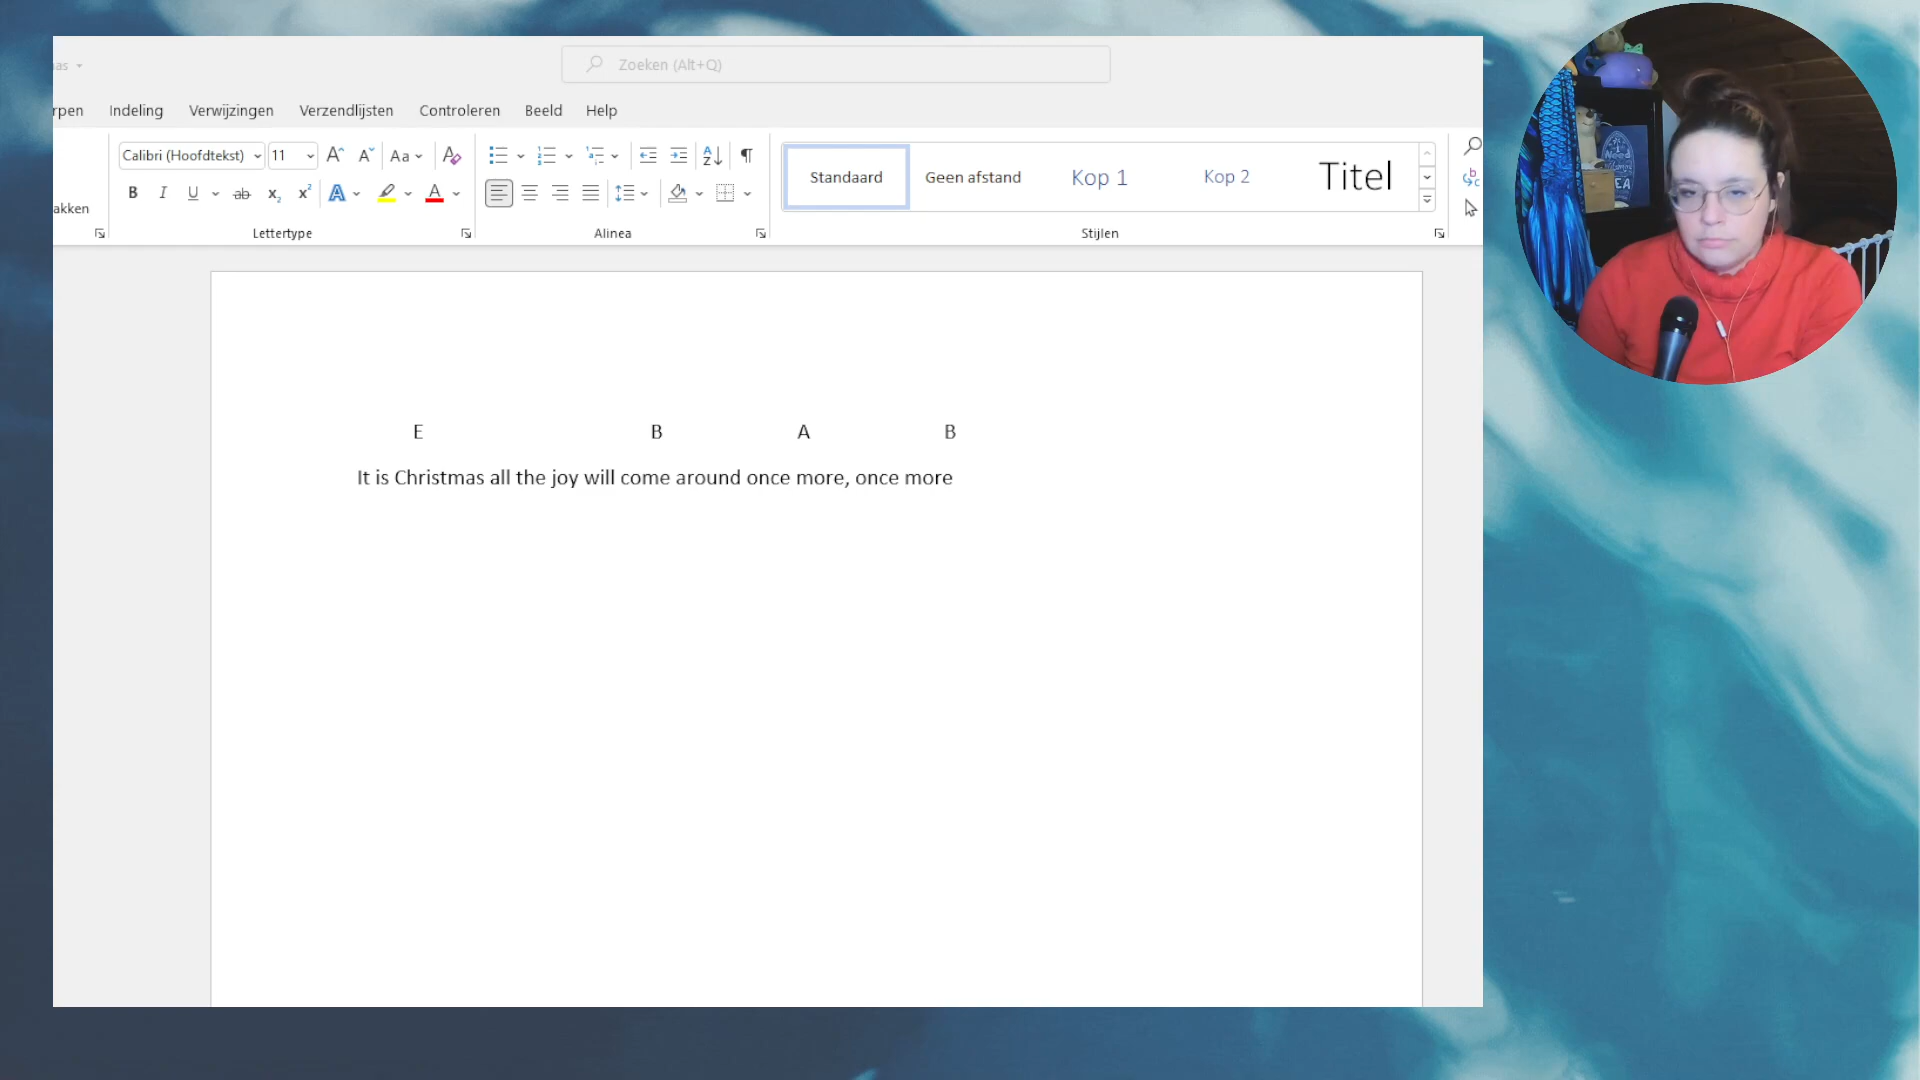 as
Zoeken (Alt+Q)
rpen Indeling Verwijzingen Verzendlijsten Controleren Beeld Help
Calibri (Hoofdtekst) 11 Aa
akken
Lettertype Alinea Stijlen
Standaard Geen afstand Kop 1 Kop 2 Titel
E B A B
It is Christmas all the joy will come around once more, once more